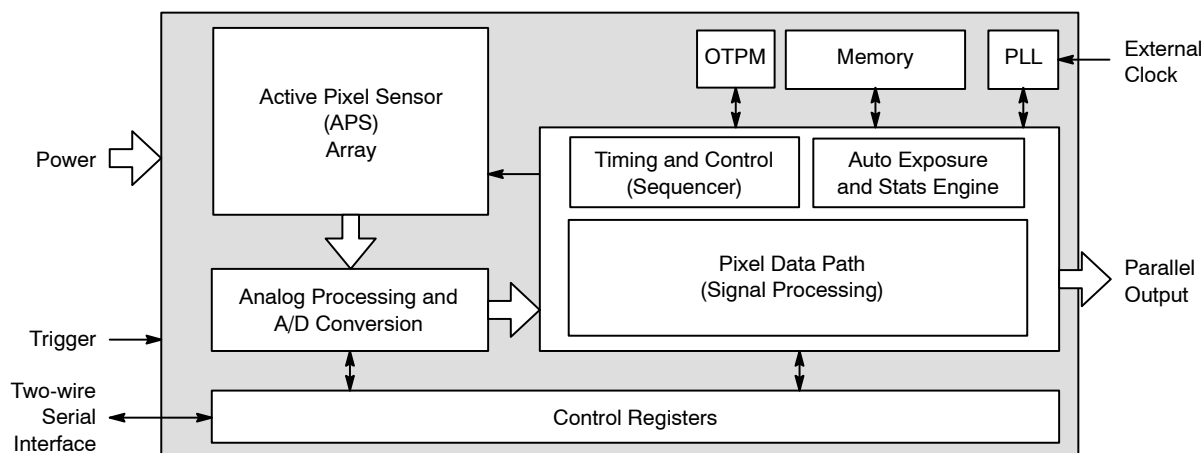 OTPM
Memory
PLL
External
Clock
Active Pixel Sensor
(APS)
Array
Power
Timing and Control
(Sequencer)
Auto Exposure
and Stats Engine
Pixel Data Path
(Signal Processing)
Parallel
Output
Analog Processing and
A/D Conversion
Trigger
Two-wire
Serial
Interface
Control Registers